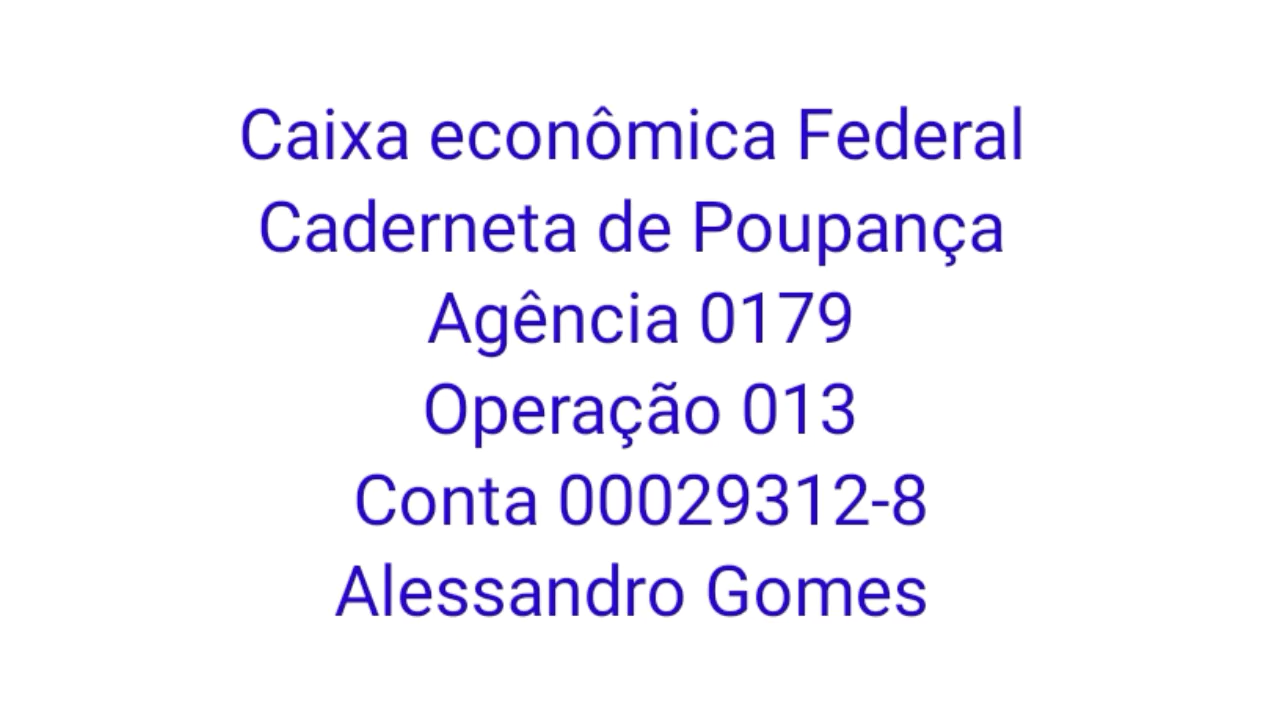 Caixa econômica Federal
Caderneta de Poupança
Agência 0179
Operação 013
Conta 00029312-8
Alessandro Gomes